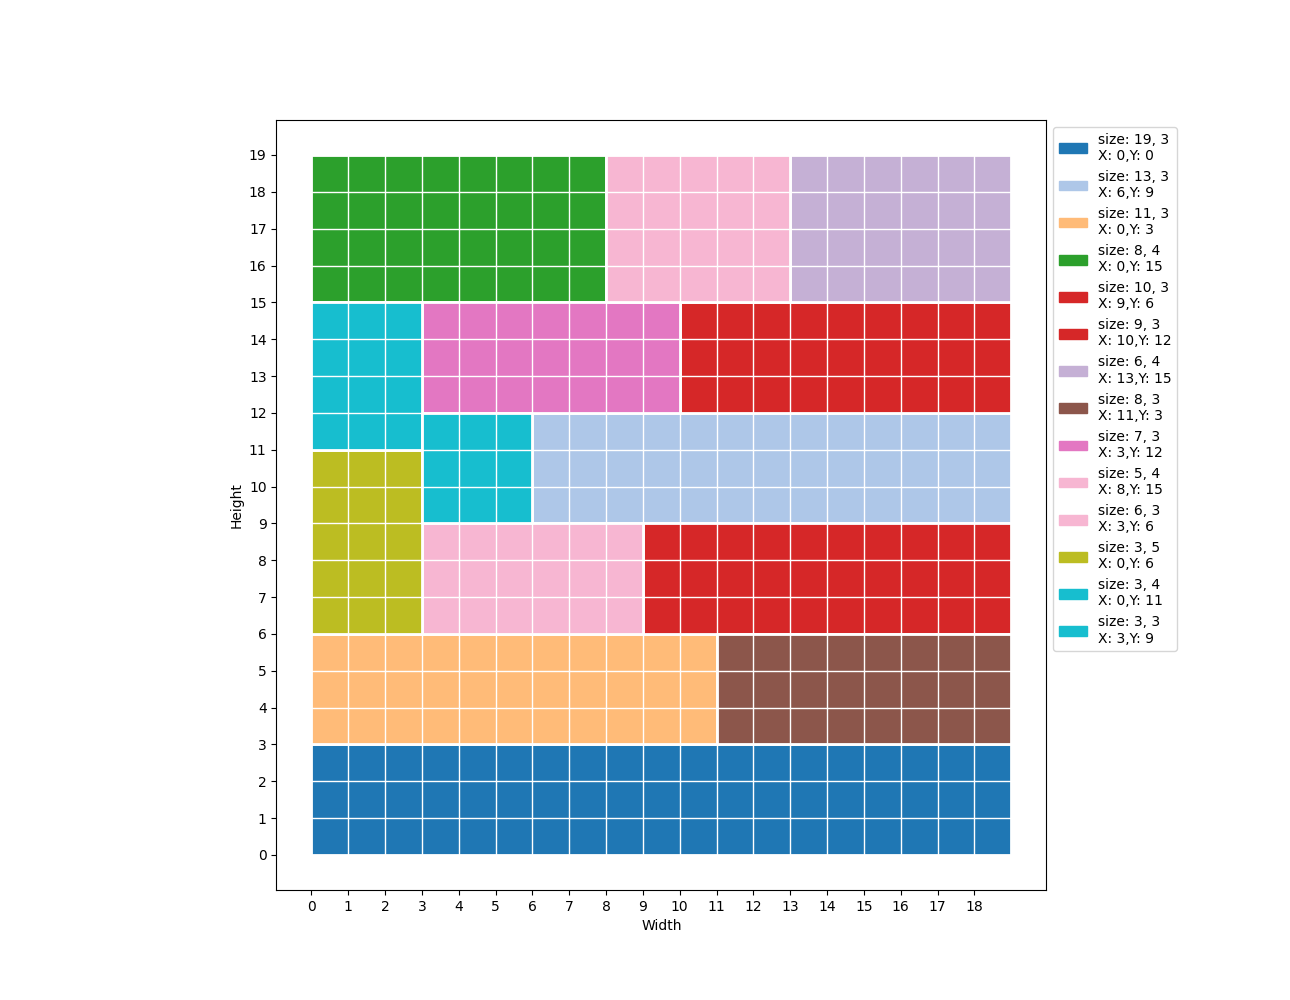 19
18
17
16
15
14
13
12
11
10
9
8
7
6
5
4
3
2
1
0
Height
0 1 2 3 4 5 6 7 8 9 10 11 12 13 14 15 16 17 18
Width
size: 19, 3
X: 0,Y: 0
size: 13, 3
X: 6,Y: 9
size: 11, 3
X: 0,Y: 3
size: 8, 4
X: 0,Y: 15
size: 10, 3
X: 9,Y: 6
size: 9, 3
X: 10,Y: 12
size: 6, 4
X: 13,Y: 15
size: 8, 3
X: 11,Y: 3
size: 7, 3
X: 3,Y: 12
size: 5, 4
X: 8,Y: 15
size: 6, 3
X: 3,Y: 6
size: 3, 5
X: 0,Y: 6
size: 3, 4
X: 0,Y: 11
size: 3, 3
X: 3,Y: 9